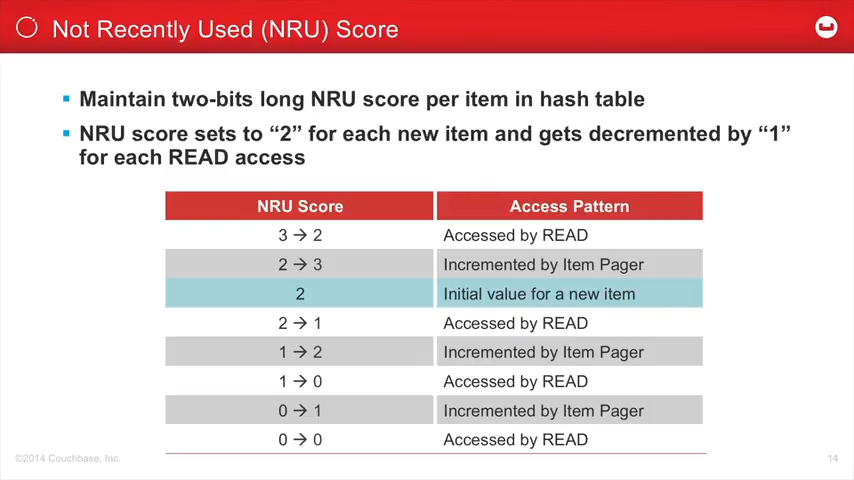 Not Recently Used (NRU) Score
▪ Maintain two-bits long NRU score per item in hash table
▪ NRU score sets to “2” for each new item and gets decremented by “1”
for each READ access
NRU Score Access Pattern
3 → 2 Accessed by READ
2 → 3 Incremented by Item Pager
2 Initial value for a new item
2 → 1 Accessed by READ
1 → 2 Incremented by Item Pager
1 → 0 Accessed by READ
0 → 1 Incremented by Item Pager
0 → 0 Accessed by READ
©2014 Couchbase, Inc. 14